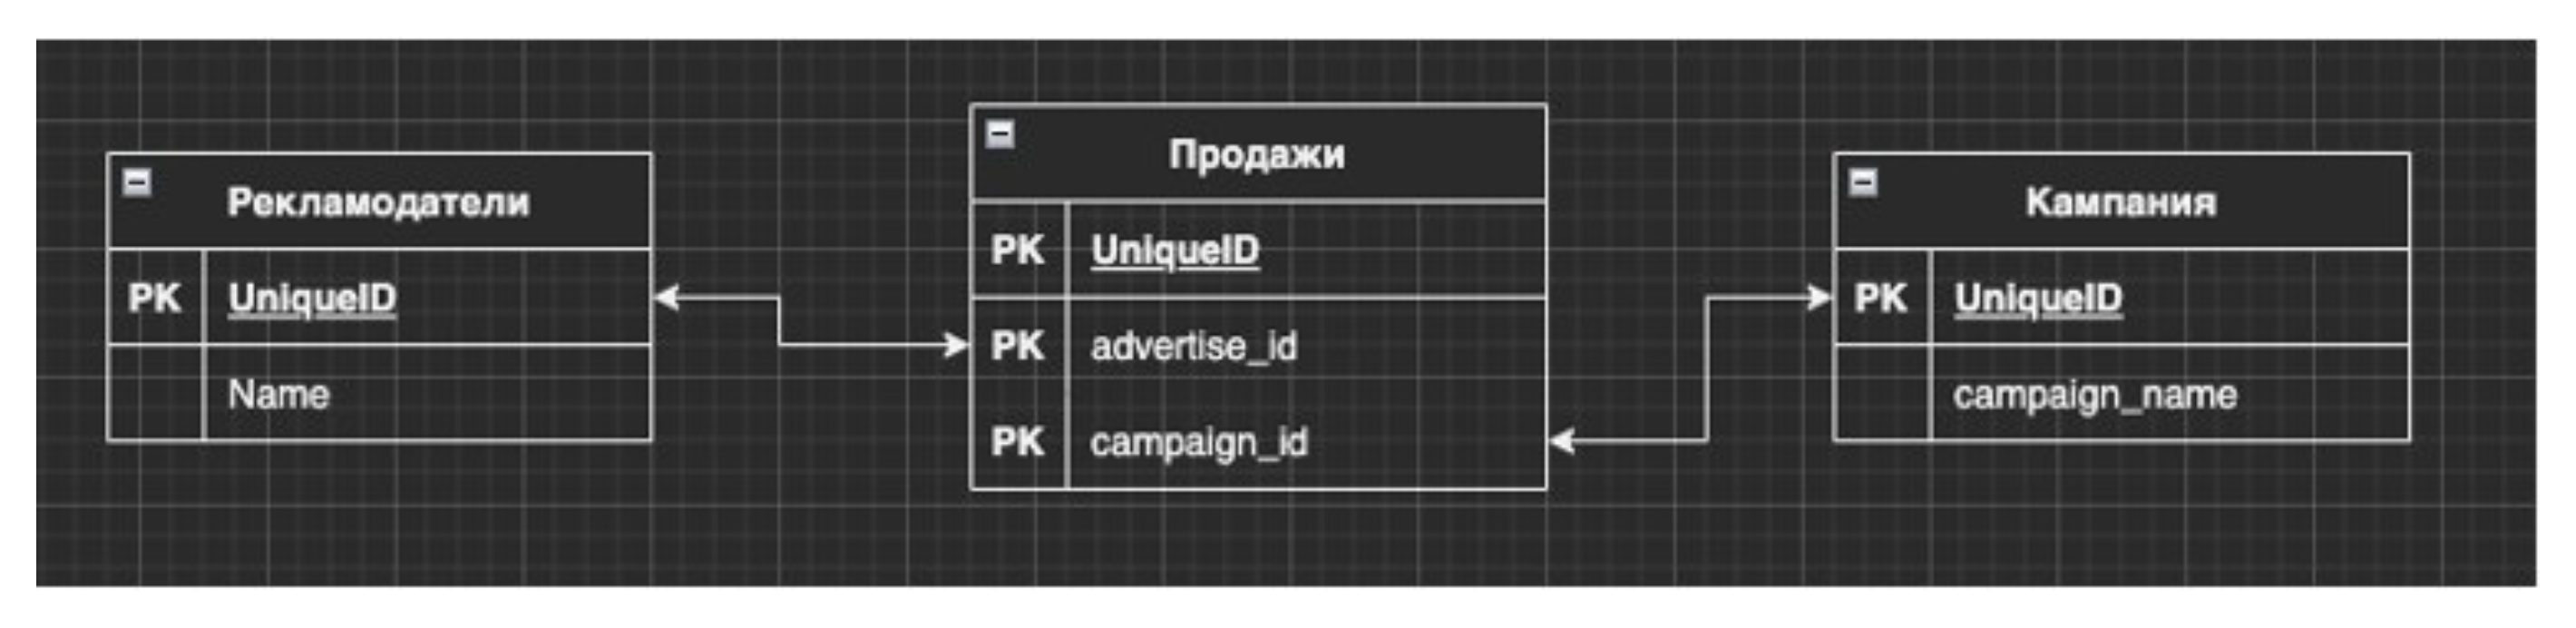 Рекламодатели
PK UniqueID
Name
Продажи
PK UniqueID
PK advertise_id
PK campaign_id
Кампания
PK UniqueID
campaign_name